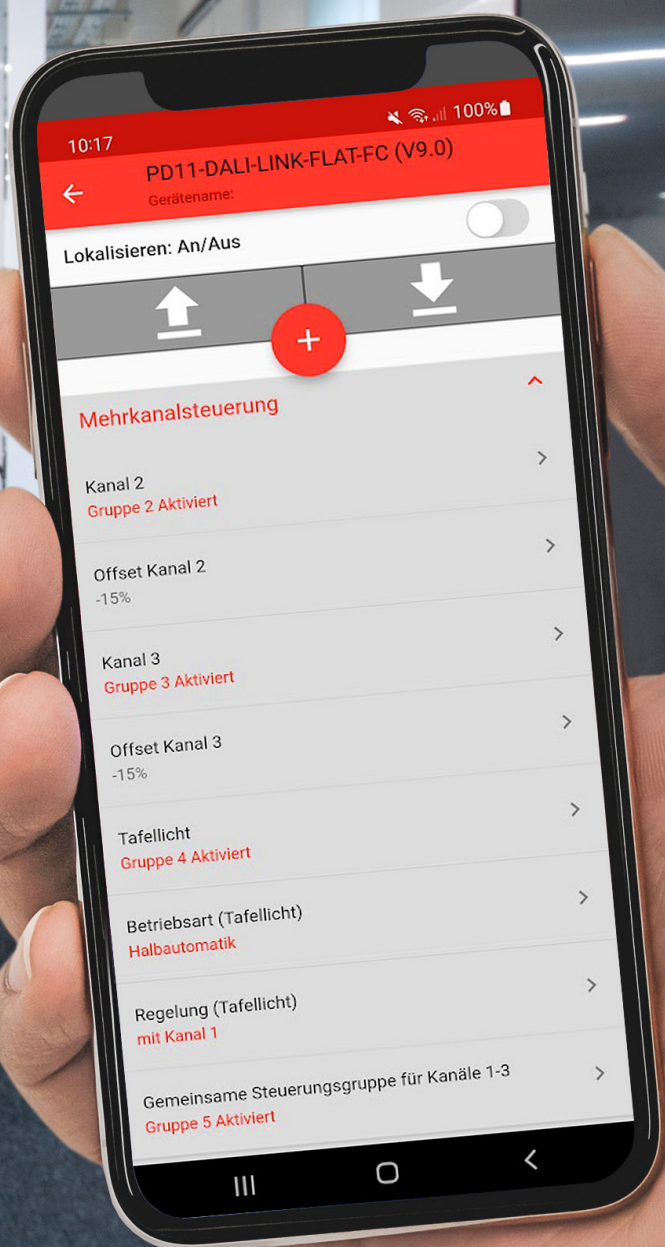 10:17
100%
PD11-DALI-LINK-FLAT-FC (V9.0)
Gerätename:
Lokalisieren: An/Aus
Mehrkanalsteuerung
Kanal 2
Gruppe 2 Aktiviert
Offset Kanal 2
-15%
Kanal 3
Gruppe 3 Aktiviert
Offset Kanal 3
-15%
Tafellicht
Gruppe 4 Aktiviert
Betriebsart (Tafellicht)
Halbautomatik
Regelung (Tafellicht)
mit Kanal 1
Gemeinsame Steuerungsgruppe für Kanäle 1-3
Gruppe 5 Aktiviert